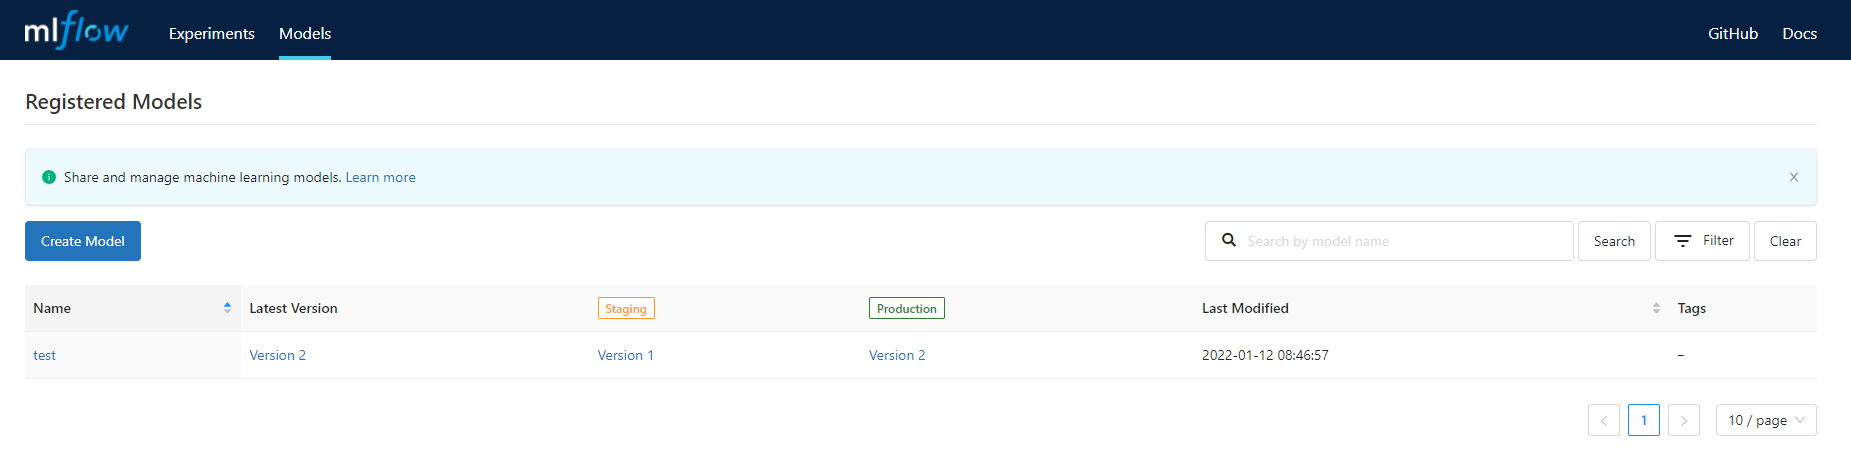 mlflow Experiments Models GitHub Docs
Registered Models
Share and manage machine learning models. Learn more
Create Model Search by model name Search Filter Clear
Name Latest Version Staging Production Last Modified Tags
test Version 2 Version 1 Version 2 2022-01-12 08:46:57 –
< 1 > 10 / page